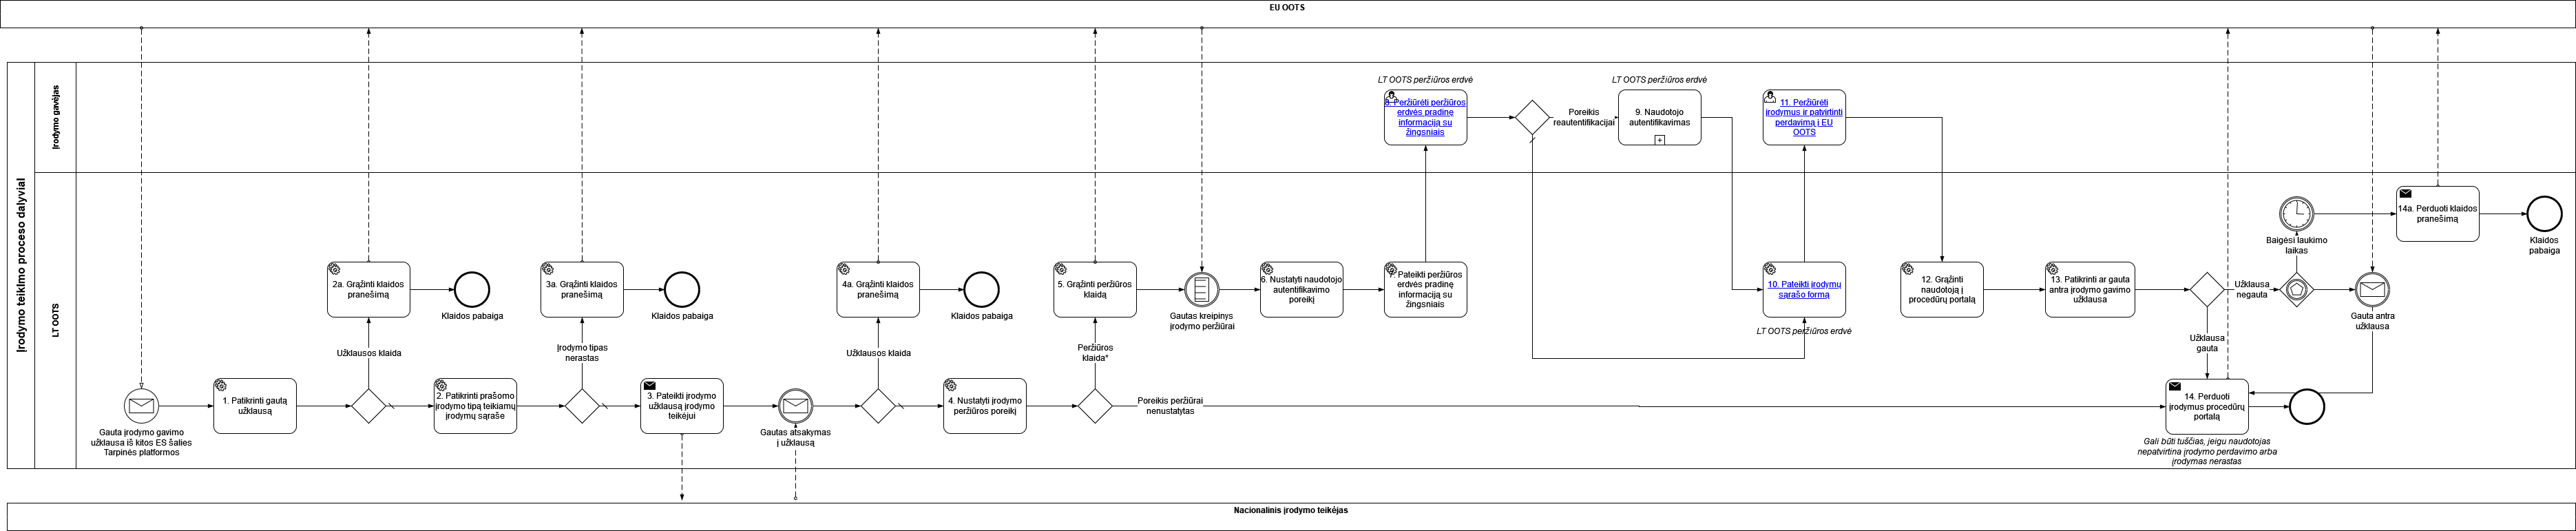 EU OOTS
Įrodymo teikimo proceso dalyviai
Įrodymo gavėjas
LT OOTS
LT OOTS peržiūros erdvė
8. Peržiūrėti peržiūros
erdvės pradinę
informaciją su
žingsniais
Poreikis
reautentifikacijai
LT OOTS peržiūros erdvė
9. Naudotojo
autentifikavimas
11. Peržiūrėti
įrodymus ir patvirtinti
perdavimą į EU
OOTS
Gauta įrodymo gavimo
užklausa iš kitos ES šalies
Tarpinės platformos
1. Patikrinti gautą
užklausą
Užklausos klaida
2a. Grąžinti klaidos
pranešimą
Klaidos pabaiga
2. Patikrinti prašomo
įrodymo tipą teikiamų
įrodymų sąraše
Įrodymo tipas
nerastas
3a. Grąžinti klaidos
pranešimą
Klaidos pabaiga
3. Pateikti įrodymo
užklausą įrodymo
teikėjui
Gautas atsakymas
į užklausą
Užklausos klaida
4a. Grąžinti klaidos
pranešimą
Klaidos pabaiga
4. Nustatyti įrodymo
peržiūros poreikį
Peržiūros
klaida*
5. Grąžinti peržiūros
klaidą
Poreikis peržiūrai
nenustatytas
Gautas kreipinys
įrodymo peržiūrai
6. Nustatyti naudotojo
autentifikavimo
poreikį
7. Pateikti peržiūros
erdvės pradinę
informaciją su
žingsniais
10. Pateikti įrodymų
sąrašo formą
LT OOTS peržiūros erdvė
12. Grąžinti
naudotoją į
procedūrų portalą
13. Patikrinti ar gauta
antra įrodymo gavimo
užklausa
Užklausa
negauta
Užklausa
gauta
Baigėsi laukimo
laikas
Gauta antra
užklausa
14a. Perduoti klaidos
pranešimą
Klaidos
pabaiga
14. Perduoti
įrodymus procedūrų
portalą
Gali būti tuščias, jeigu naudotojas
nepatvirtina įrodymo perdavimo arba
įrodymas nerastas
Nacionalinis įrodymo teikėjas